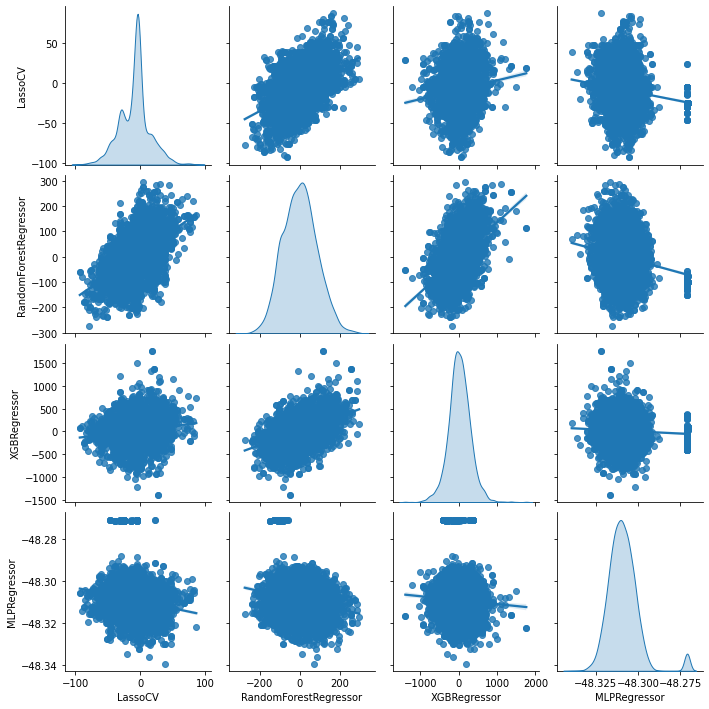 LassoCV
50
0
−50
−100
RandomForestRegressor
300
200
100
0
−100
−200
−300
XGBRegressor
1500
1000
500
0
−500
−1000
−1500
MLPRegressor
−48.28
−48.30
−48.32
−48.34
−100 0 100
LassoCV
−200 0 200
RandomForestRegressor
−1000 0 1000 2000
XGBRegressor
−48.325 −48.300 −48.275
MLPRegressor